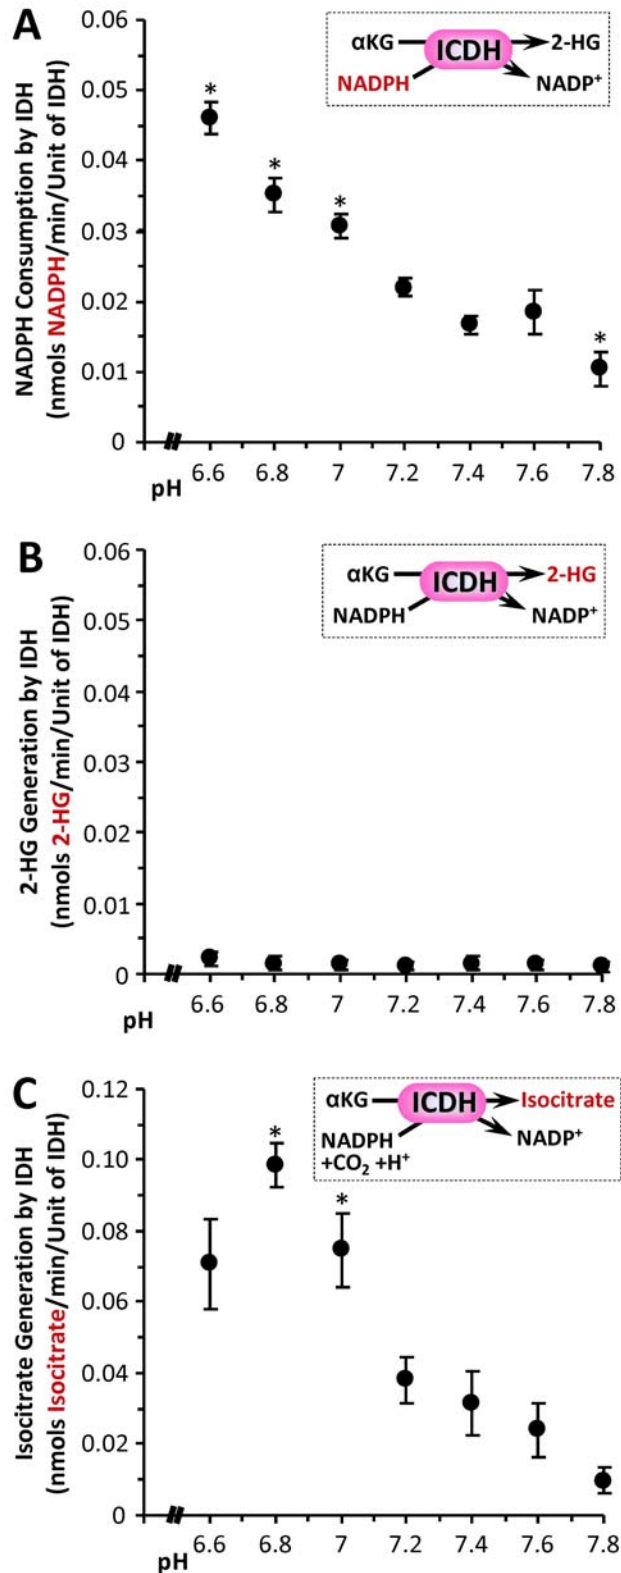 A
NADPH Consumption by IDH
(nmols NADPH/min/Unit of IDH)
0.06
0.05
0.04
0.03
0.02
0.01
0
αKG
ICDH
2-HG
NADPH
NADP⁺
*
*
*
*
pH
6.6
6.8
7
7.2
7.4
7.6
7.8
B
2-HG Generation by IDH
(nmols 2-HG/min/Unit of IDH)
0.06
0.05
0.04
0.03
0.02
0.01
0
αKG
ICDH
2-HG
NADPH
NADP⁺
pH
6.6
6.8
7
7.2
7.4
7.6
7.8
C
Isocitrate Generation by IDH
(nmols Isocitrate/min/Unit of IDH)
0.12
0.10
0.08
0.06
0.04
0.02
0
αKG
ICDH
Isocitrate
NADPH
+CO₂ +H⁺
NADP⁺
*
*
pH
6.6
6.8
7
7.2
7.4
7.6
7.8